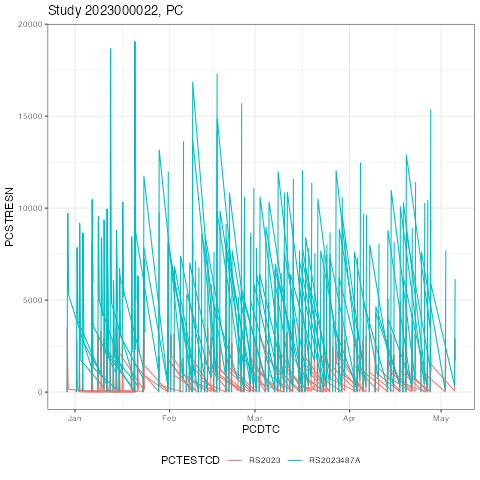 Study 2023000022, PC
20000
15000
10000
5000
0
PCSTRESN
Jan Feb Mar Apr May
PCDTC
PCTESTCD RS2023 RS2023487A